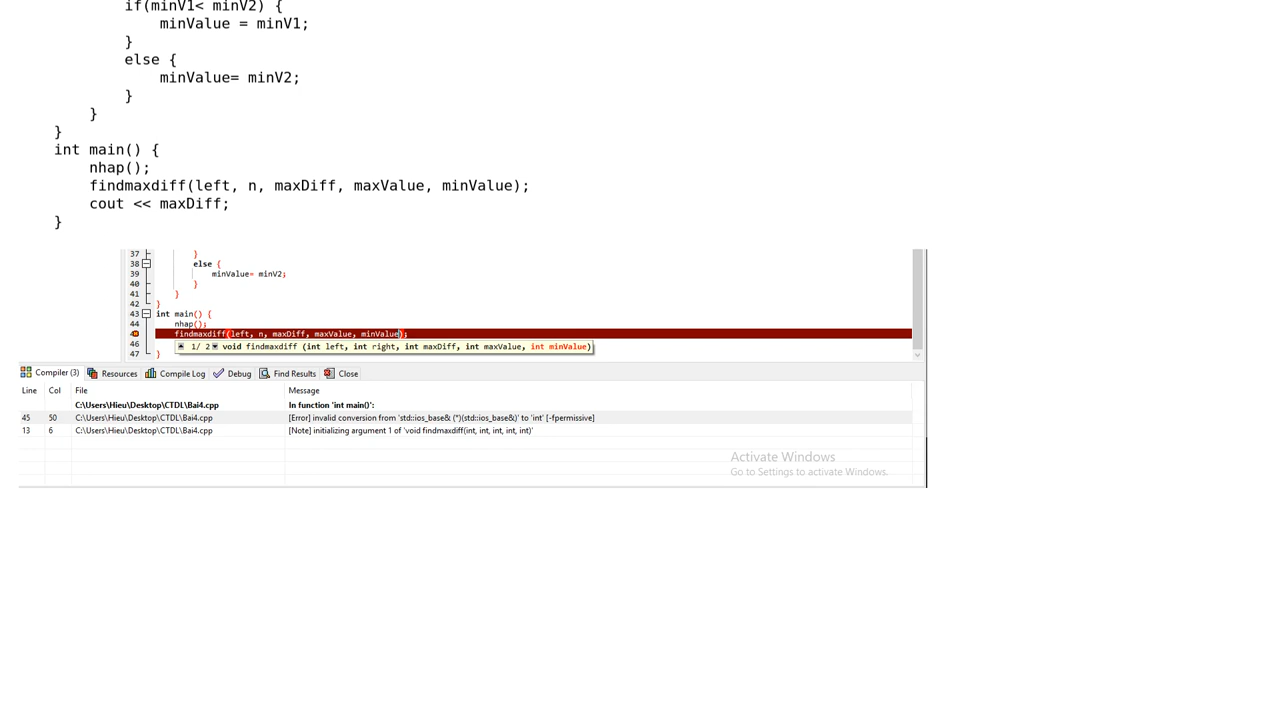 if(minV1< minV2) {
minValue = minV1;
}
else {
minValue= minV2;
}
}
}
int main() {
nhap();
findmaxdiff(left, n, maxDiff, maxValue, minValue);
cout << maxDiff;
}
37 }
38 else {
39 minValue= minV2;
40 }
41 }
42 }
43 int main() {
44 nhap();
findmaxdiff(left, n, maxDiff, maxValue, minValue);
46 1/ 2 void findmaxdiff (int left, int right, int maxDiff, int maxValue, int minValue)
47 }
Compiler (3) Resources Compile Log Debug Find Results Close
Line Col File Message
C:\Users\Hieu\Desktop\CTDL\Bai4.cpp In function 'int main()':
45 50 C:\Users\Hieu\Desktop\CTDL\Bai4.cpp [Error] invalid conversion from 'std::ios_base& (*)(std::ios_base&)' to 'int' [-fpermissive]
13 6 C:\Users\Hieu\Desktop\CTDL\Bai4.cpp [Note] initializing argument 1 of 'void findmaxdiff(int, int, int, int, int)'
Activate Windows
Go to Settings to activate Windows.